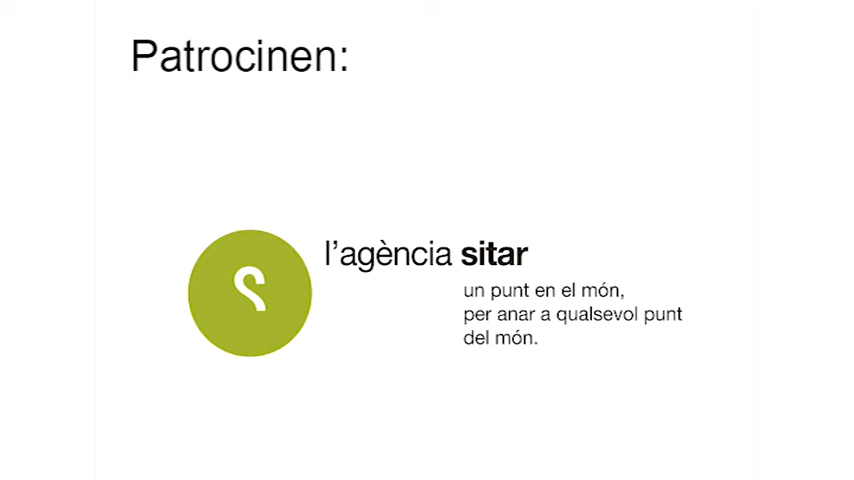 Patrocinen:
l'agència sitar
un punt en el món,
per anar a qualsevol punt
del món.